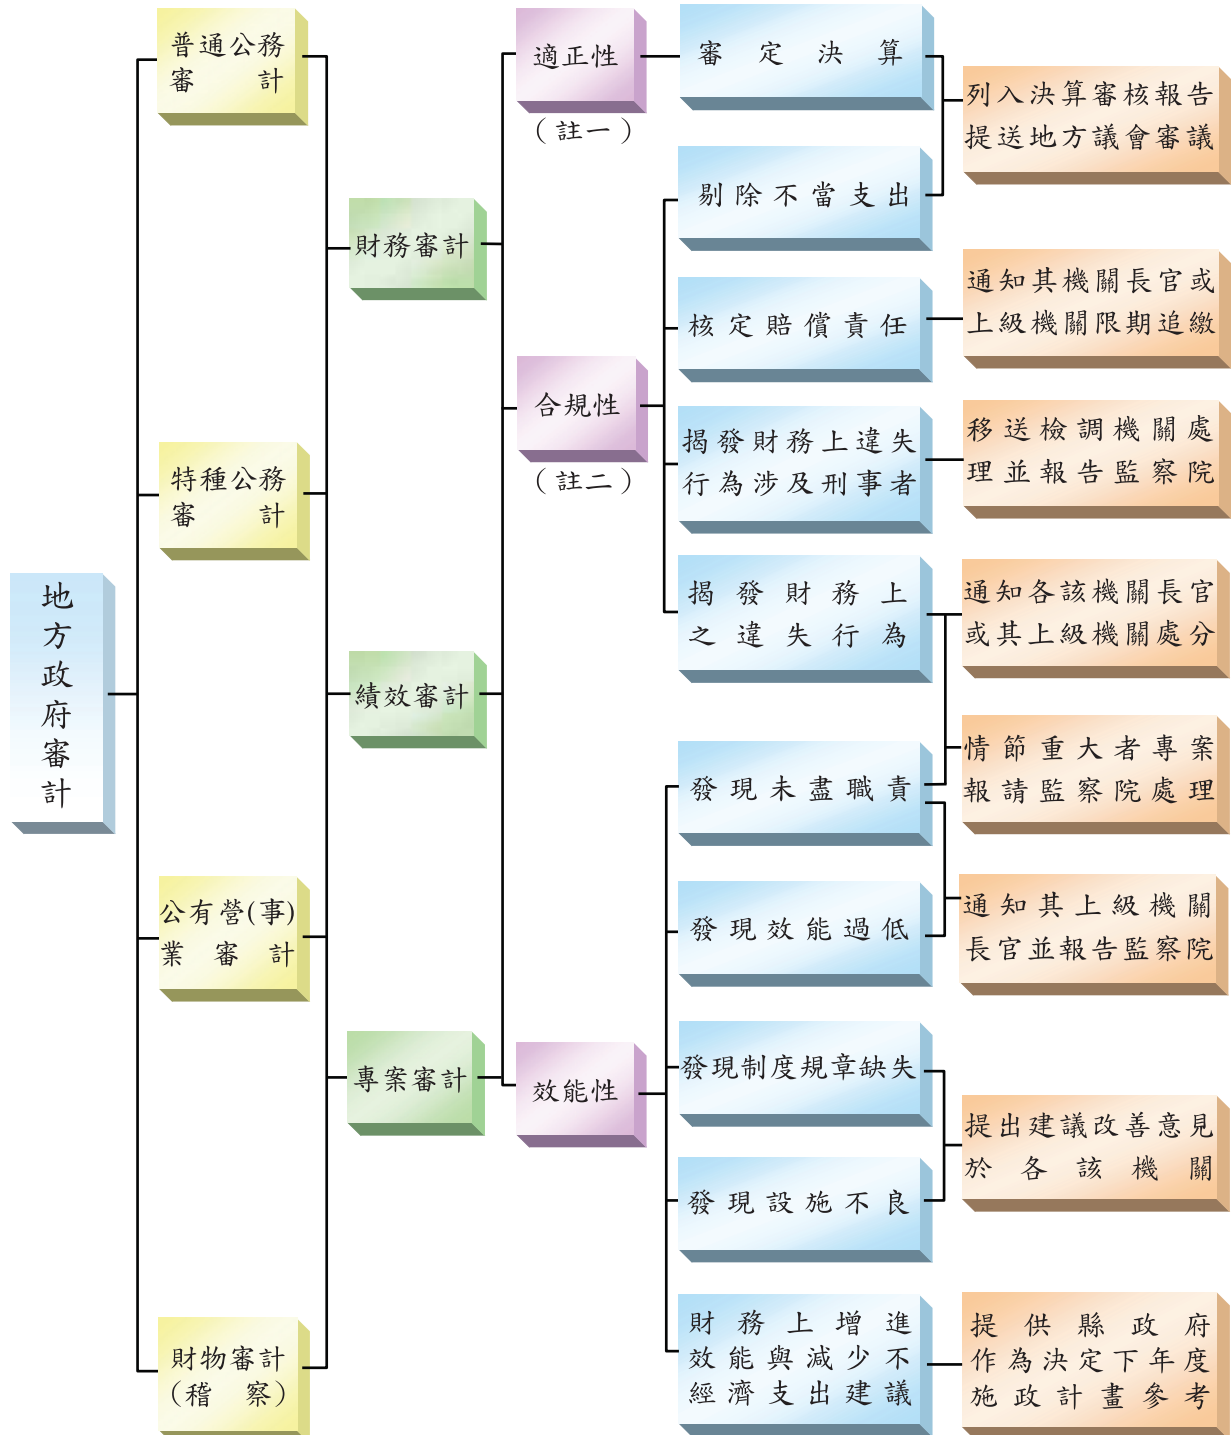 地方政府審計
普通公務
審計
特種公務
審計
公有營(事)
業審計
財物審計
(稽察)
財務審計
績效審計
專案審計
適正性
(註一)
合規性
(註二)
效能性
審定決算
剔除不當支出
核定賠償責任
揭發財務上違失
行為涉及刑事者
揭發財務上
之違失行為
發現未盡職責
發現效能過低
發現制度規章缺失
發現設施不良
財務上增進
效能與減少不
經濟支出建議
列入決算審核報告
提送地方議會審議
通知其機關長官或
上級機關限期追繳
移送檢調機關處
理並報告監察院
通知各該機關長官
或其上級機關處分
情節重大者專案
報請監察院處理
通知其上級機關
長官並報告監察院
提出建議改善意見
於各該機關
提供縣政府
作為決定下年度
施政計畫參考